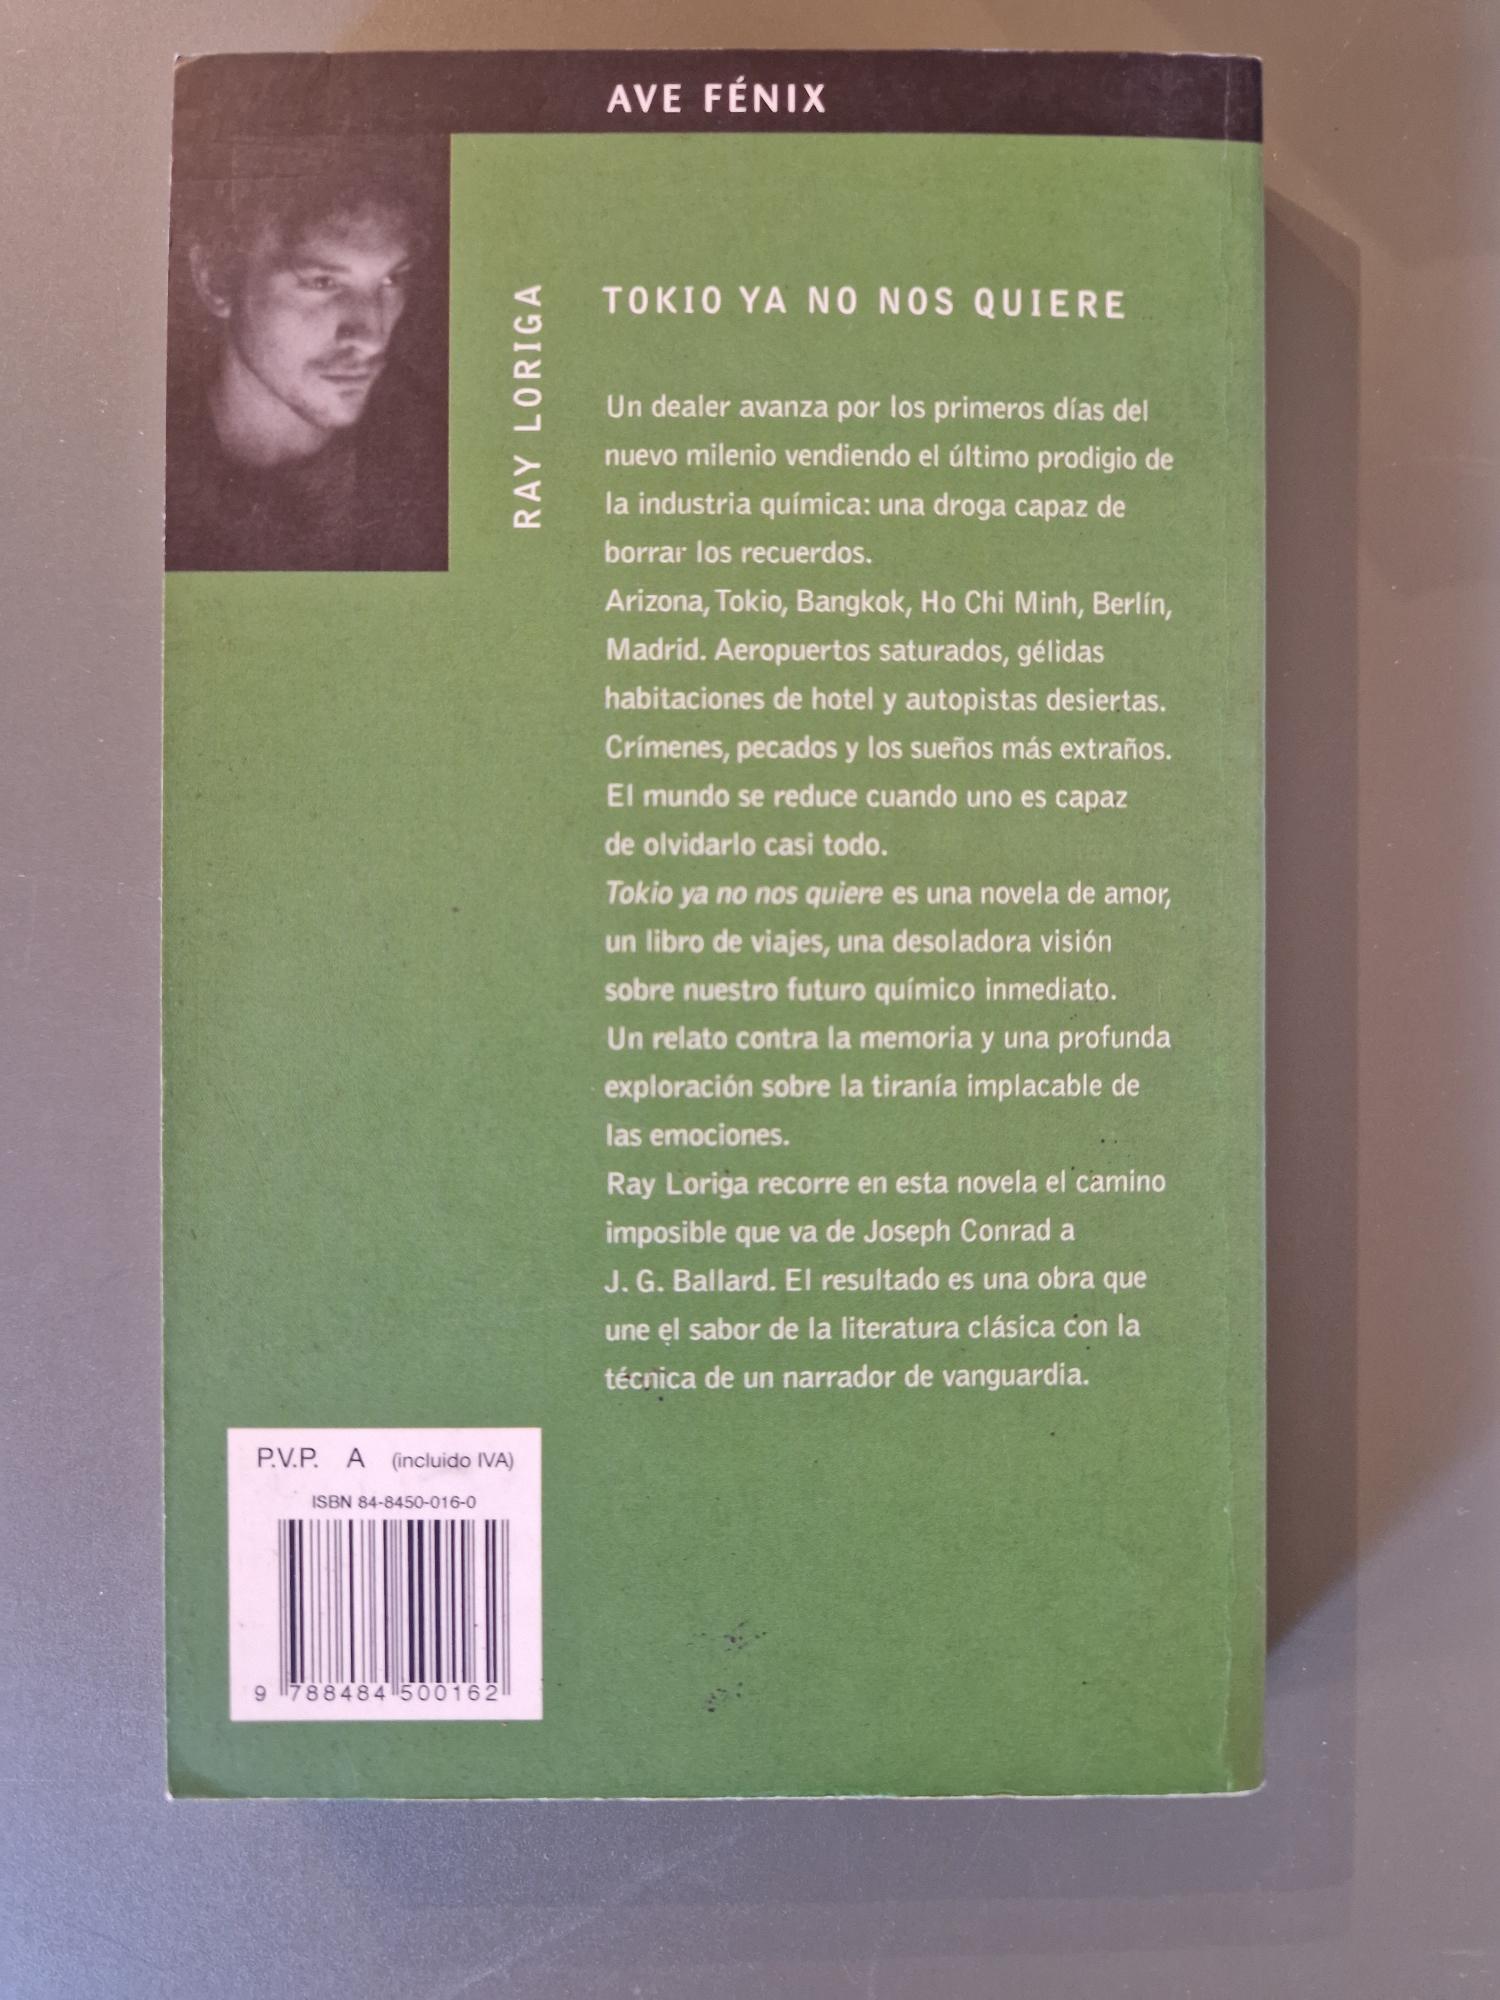 AVE FÉNIX
RAY LORIGA
TOKIO YA NO NOS QUIERE
Un dealer avanza por los primeros días del
nuevo milenio vendiendo el último prodigio de
la industria química: una droga capaz de
borrar los recuerdos.
Arizona, Tokio, Bangkok, Ho Chi Minh, Berlín,
Madrid. Aeropuertos saturados, gélidas
habitaciones de hotel y autopistas desiertas.
Crímenes, pecados y los sueños más extraños.
El mundo se reduce cuando uno es capaz
de olvidarlo casi todo.
Tokio ya no nos quiere es una novela de amor,
un libro de viajes, una desoladora visión
sobre nuestro futuro químico inmediato.
Un relato contra la memoria y una profunda
exploración sobre la tiranía implacable de
las emociones.
Ray Loriga recorre en esta novela el camino
imposible que va de Joseph Conrad a
J. G. Ballard. El resultado es una obra que
une el sabor de la literatura clásica con la
técnica de un narrador de vanguardia.
P.V.P. A (incluido IVA)
ISBN 84-8450-016-0
9 788484 500162